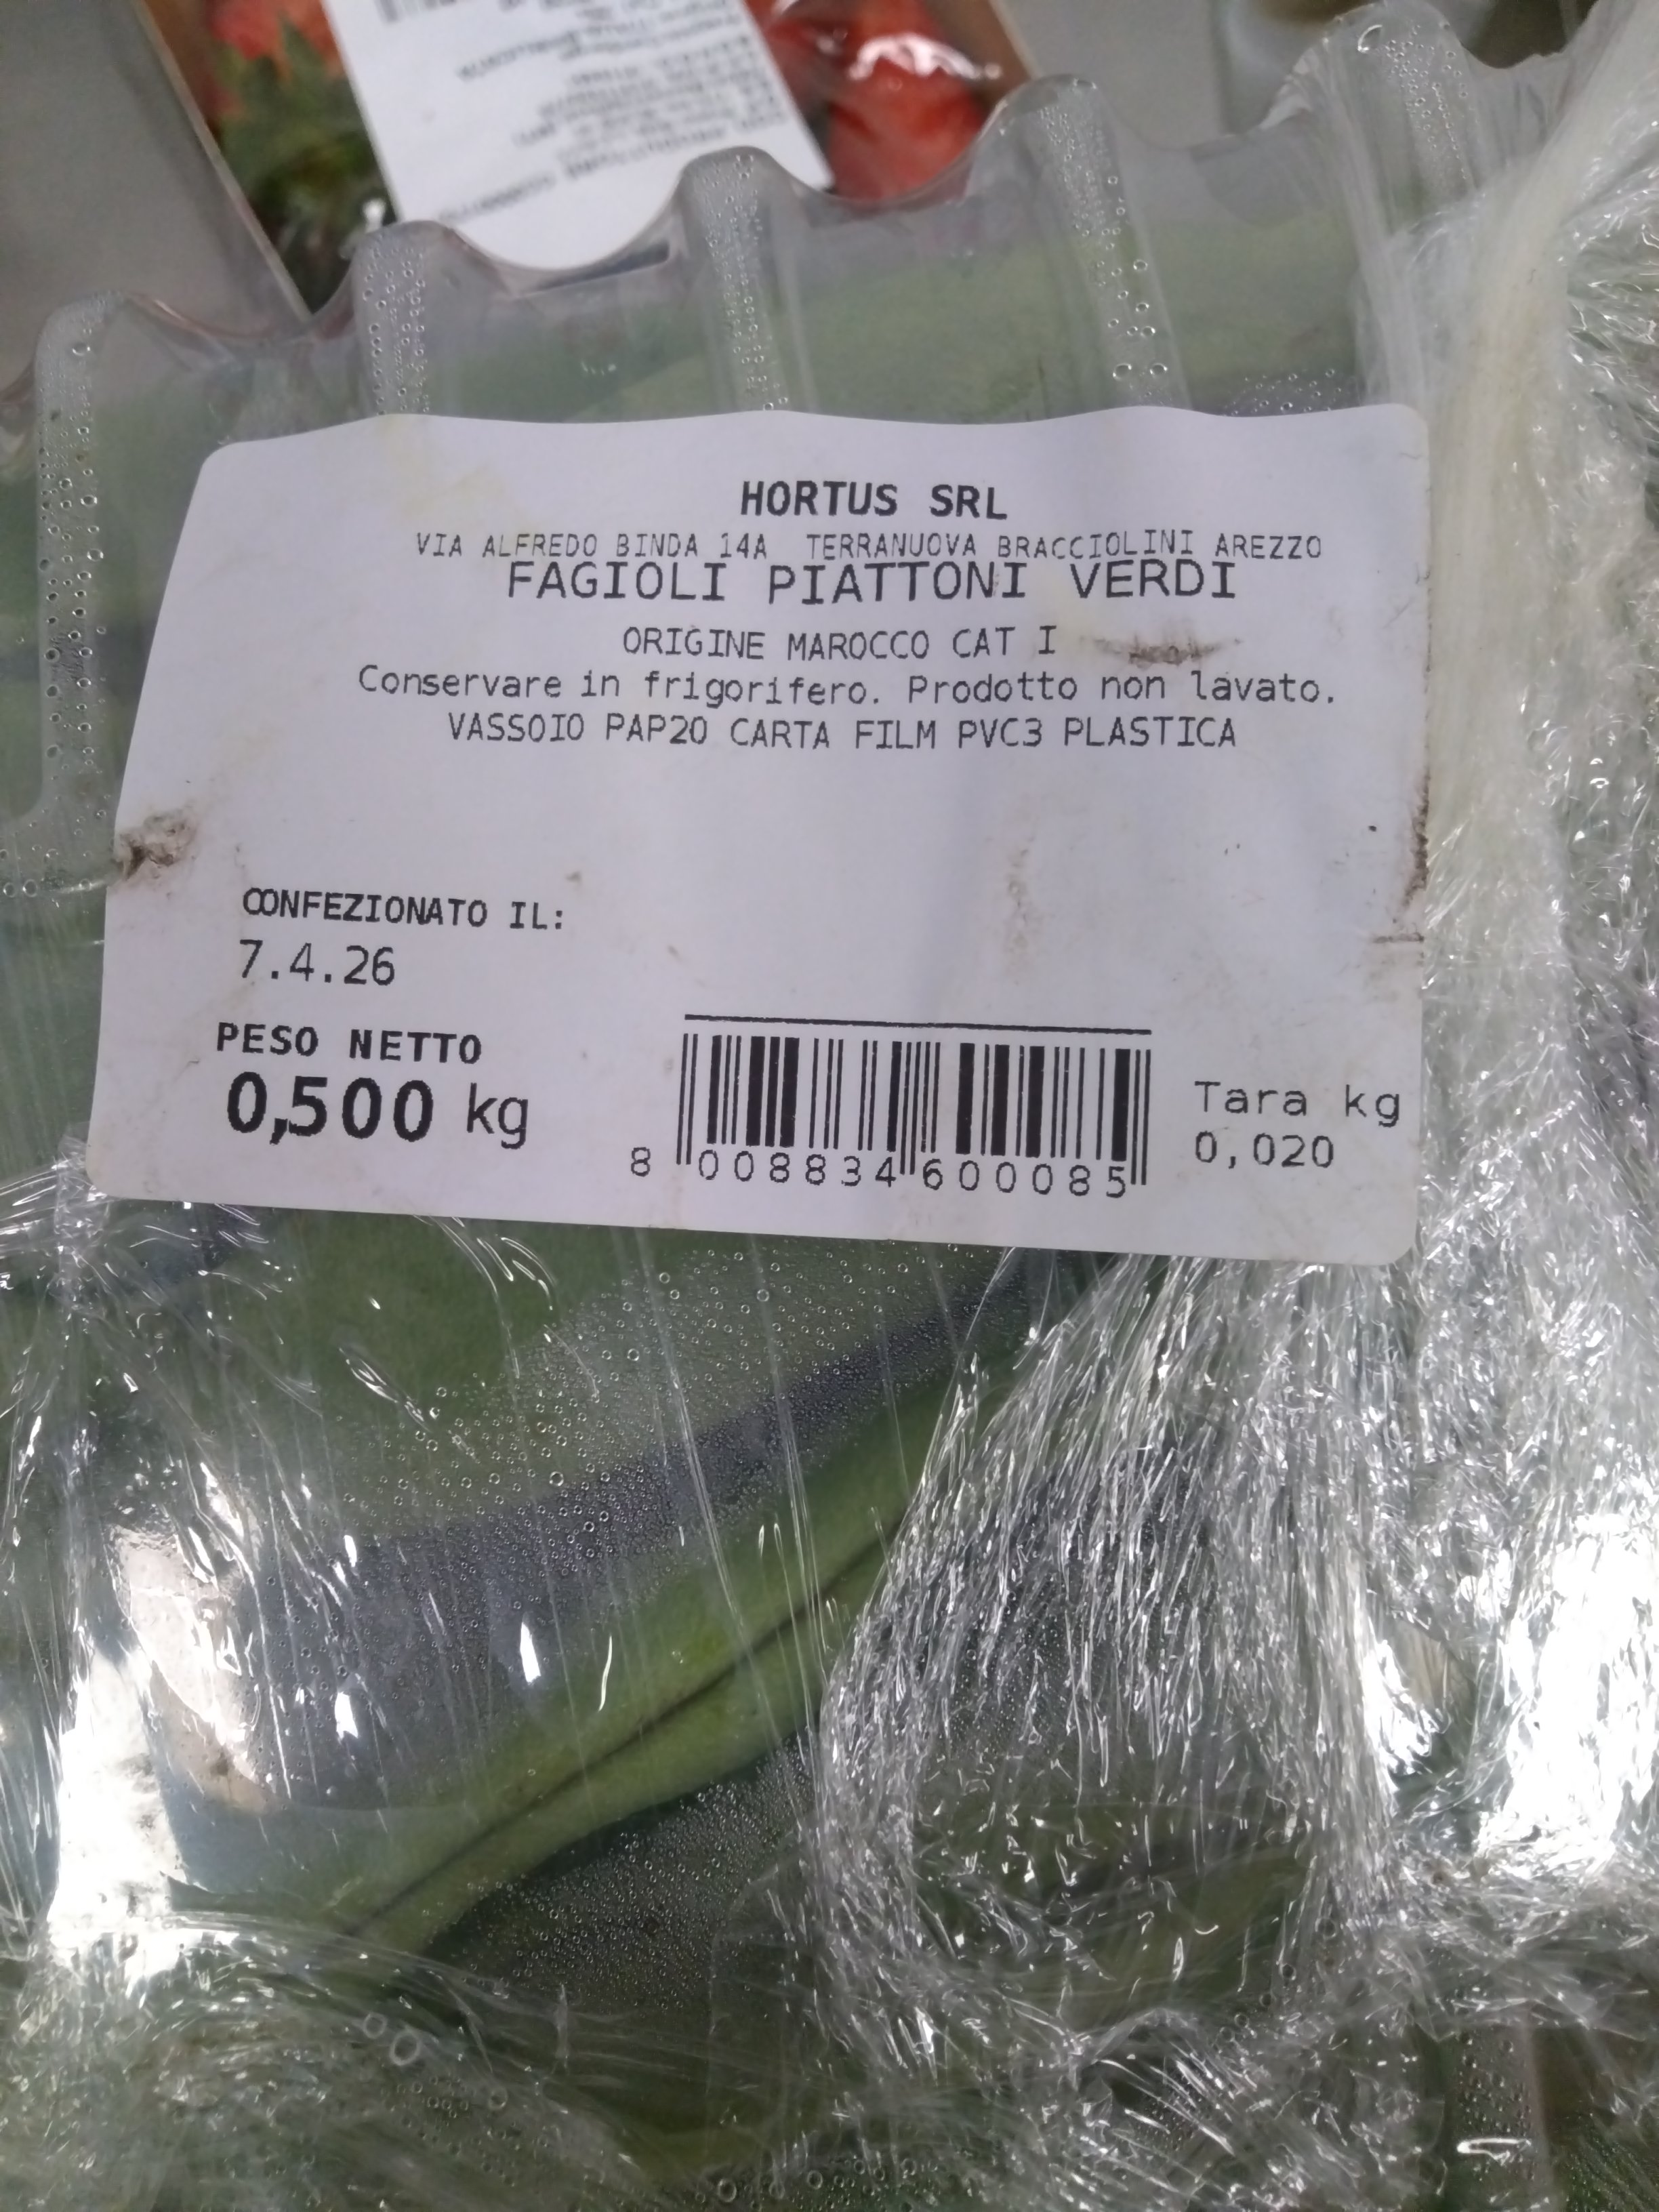 HORTUS SRL
VIA ALFREDO BINDA 14A TERRANUOVA BRACCIOLINI AREZZO
FAGIOLI PIATTONI VERDI
ORIGINE MAROCCO CAT I
Conservare in frigorifero. Prodotto non lavato.
VASSOIO PAP20 CARTA FILM PVC3 PLASTICA
CONFEZIONATO IL:
7.4.26
PESO NETTO
0,500 kg
8 008834 600085
Tara kg
0,020